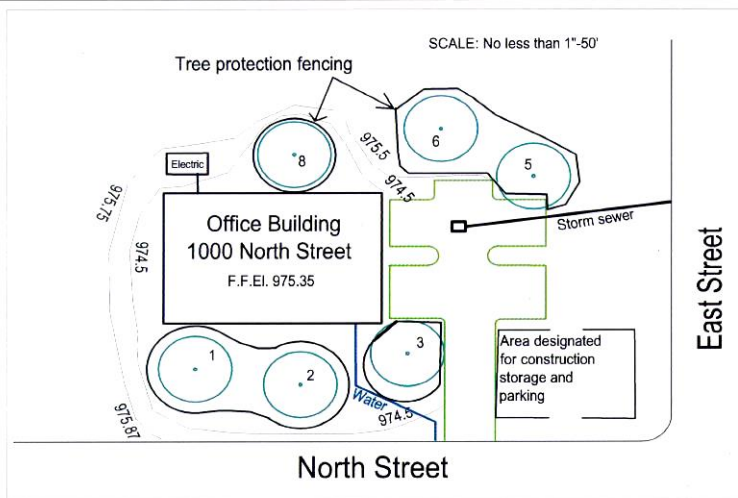 SCALE: No less than 1"-50'
Tree protection fencing
6
975.5
8
5
Electric
974.5
975.75
Office Building
1000 North Street
F.F.El. 975.35
Storm sewer
974.5
East Street
1
2
3
Area designated
for construction
storage and
parking
Water
974.5
975.87
North Street